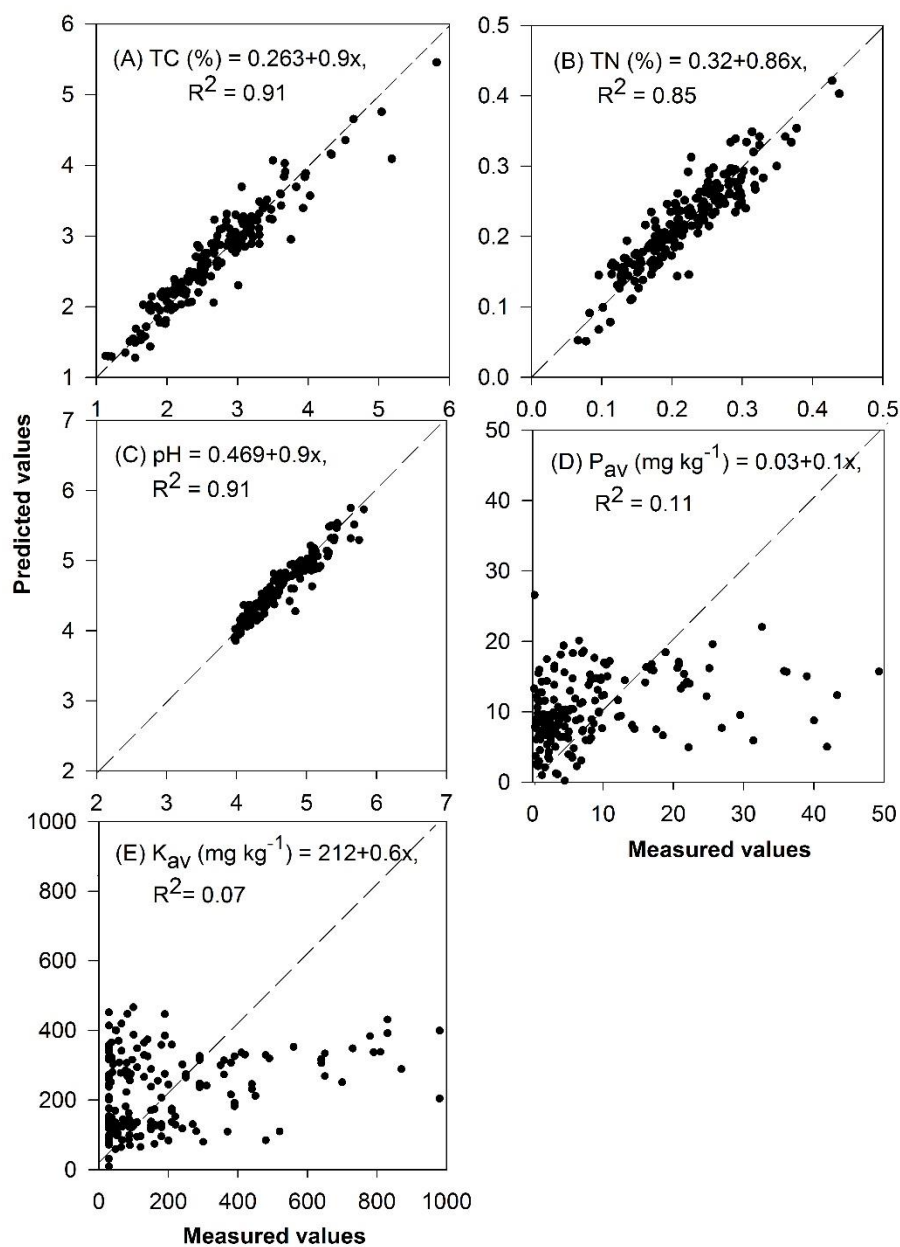 (A) TC (%) = 0.263+0.9x,
R² = 0.91
6
5
4
3
2
1
1 2 3 4 5 6
(B) TN (%) = 0.32+0.86x,
R² = 0.85
0.5
0.4
0.3
0.2
0.1
0.0
0.0 0.1 0.2 0.3 0.4 0.5
Predicted values
(C) pH = 0.469+0.9x,
R² = 0.91
7
6
5
4
3
2
2 3 4 5 6 7
(D) Pav (mg kg⁻¹) = 0.03+0.1x,
R² = 0.11
50
40
30
20
10
0
0 10 20 30 40 50
Measured values
(E) Kav (mg kg⁻¹) = 212+0.6x,
R² = 0.07
1000
800
600
400
200
0
0 200 400 600 800 1000
Measured values